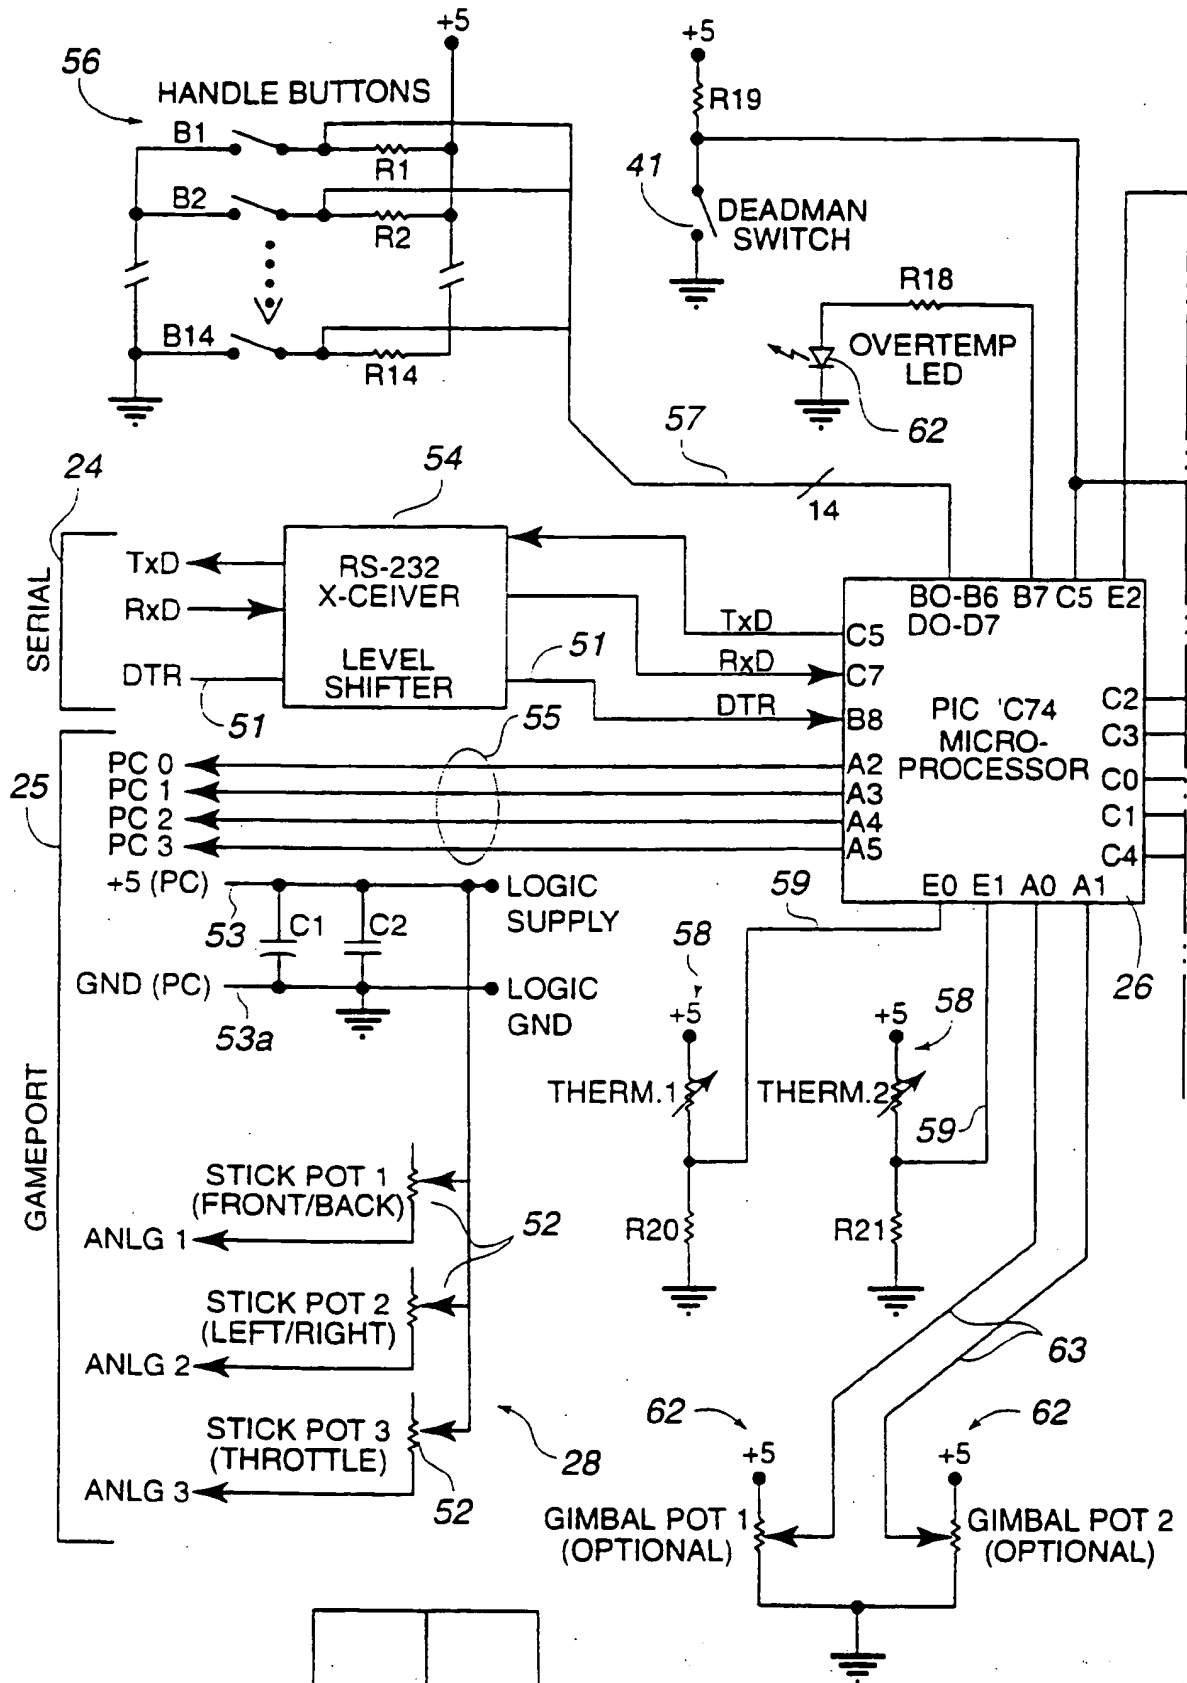 +5
+5
56
HANDLE BUTTONS
R19
B1
R1
41
B2
R2
DEADMAN
SWITCH
R18
B14
R14
OVERTEMP
LED
62
57
14
24
54
SERIAL
TxD
RxD
DTR
51
RS-232
X-CEIVER
LEVEL
SHIFTER
51
TxD
RxD
DTR
BO-B6 B7 C5 E2
DO-D7
C5
C7
B8
A2
A3
A4
A5
PIC 'C74
MICRO-
PROCESSOR
C2
C3
C0
C1
C4
E0 E1 A0 A1
26
55
25
GAMEPORT
PC 0
PC 1
PC 2
PC 3
+5 (PC)
53
C1
C2
LOGIC
SUPPLY
GND (PC)
53a
LOGIC
GND
59
58
+5
THERM.1
R20
58
+5
THERM.2
59
R21
STICK POT 1
(FRONT/BACK)
ANLG 1
52
STICK POT 2
(LEFT/RIGHT)
ANLG 2
STICK POT 3
(THROTTLE)
ANLG 3
52
28
63
62
+5
GIMBAL POT 1
(OPTIONAL)
62
+5
GIMBAL POT 2
(OPTIONAL)